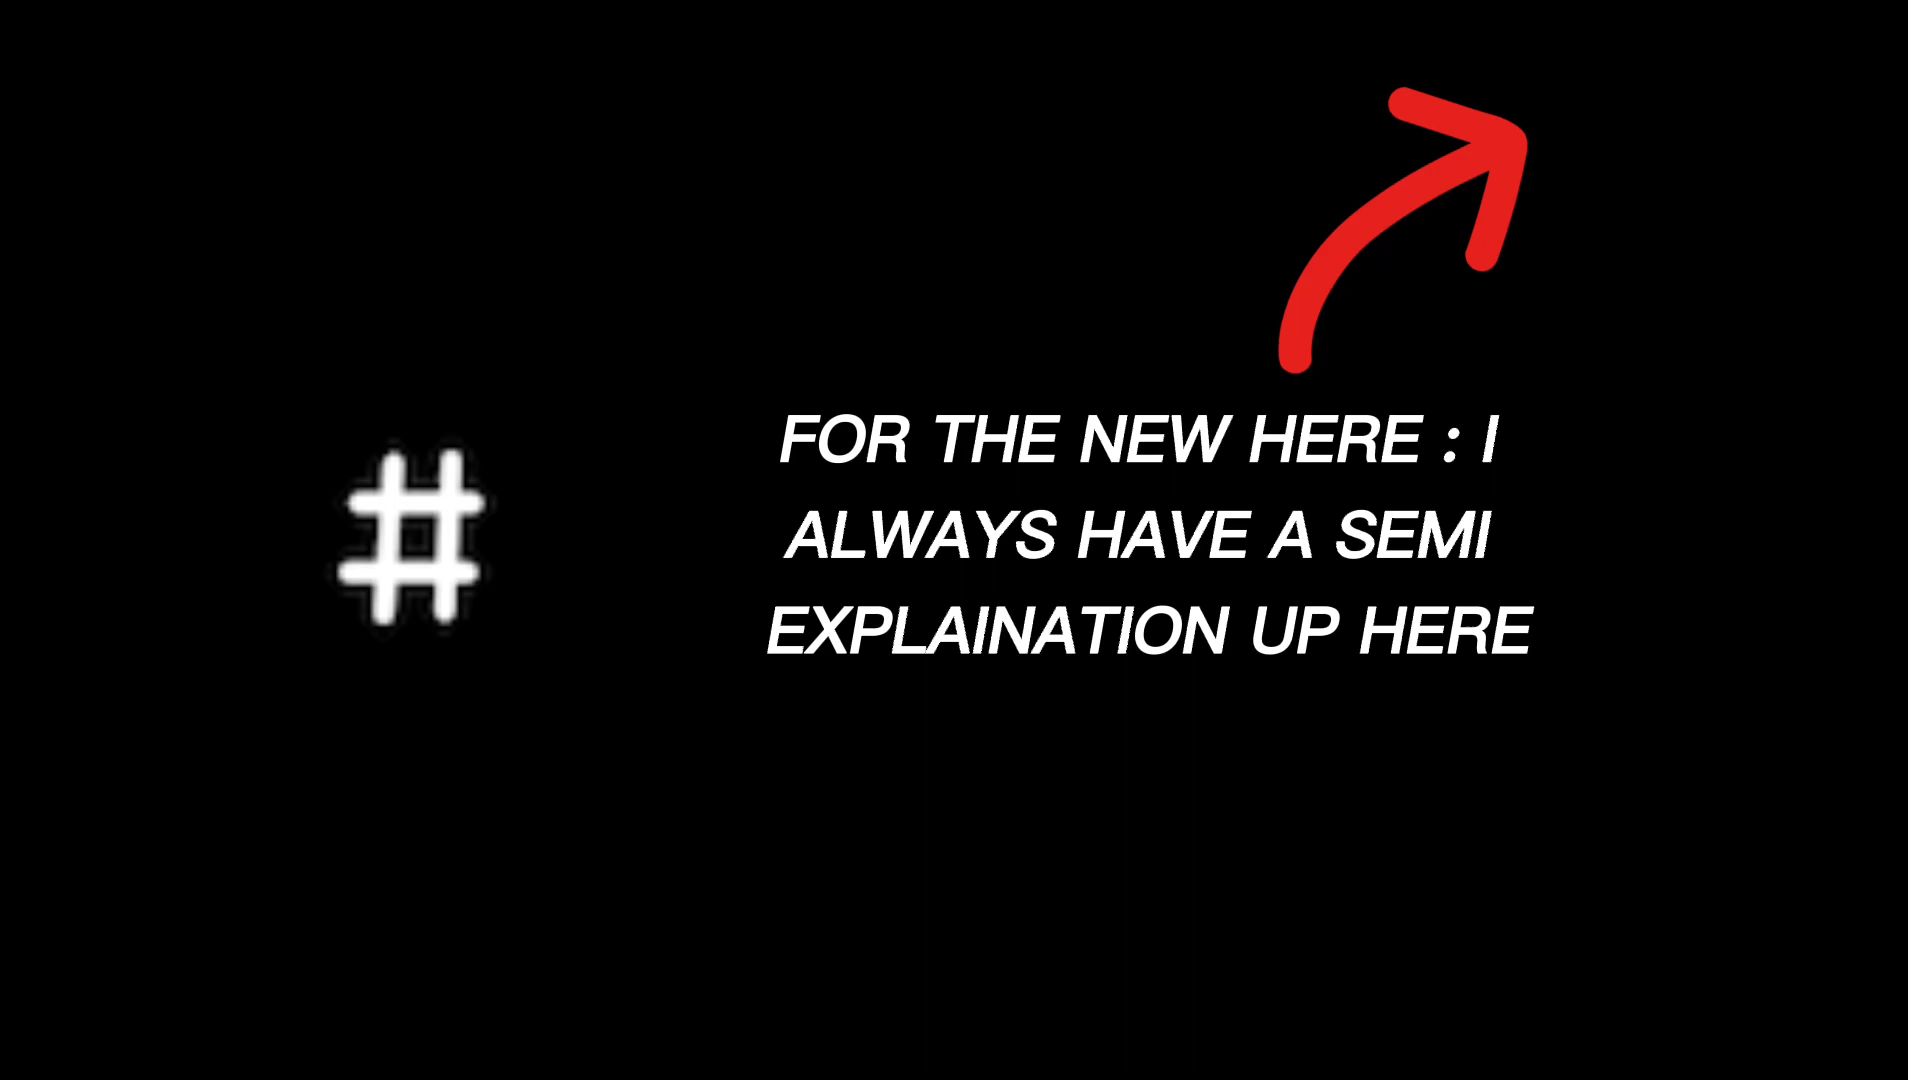 #
FOR THE NEW HERE : I
ALWAYS HAVE A SEMI
EXPLAINATION UP HERE